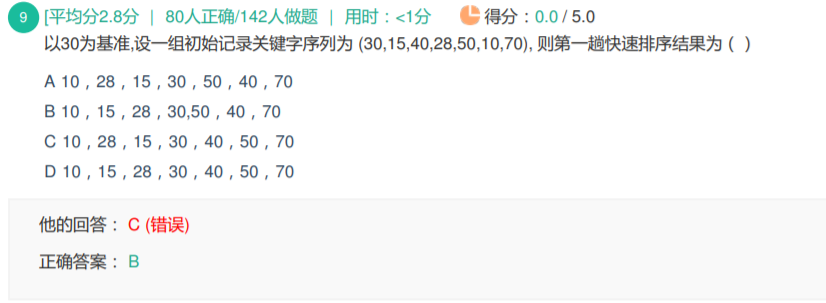 9 [平均分2.8分 | 80人正确/142人做题 | 用时：<1分 得分：0.0 / 5.0
以30为基准,设一组初始记录关键字序列为 (30,15,40,28,50,10,70), 则第一趟快速排序结果为 ( )
A 10，28，15，30，50，40，70
B 10，15，28，30,50，40，70
C 10，28，15，30，40，50，70
D 10，15，28，30，40，50，70
他的回答： C (错误)
正确答案： B